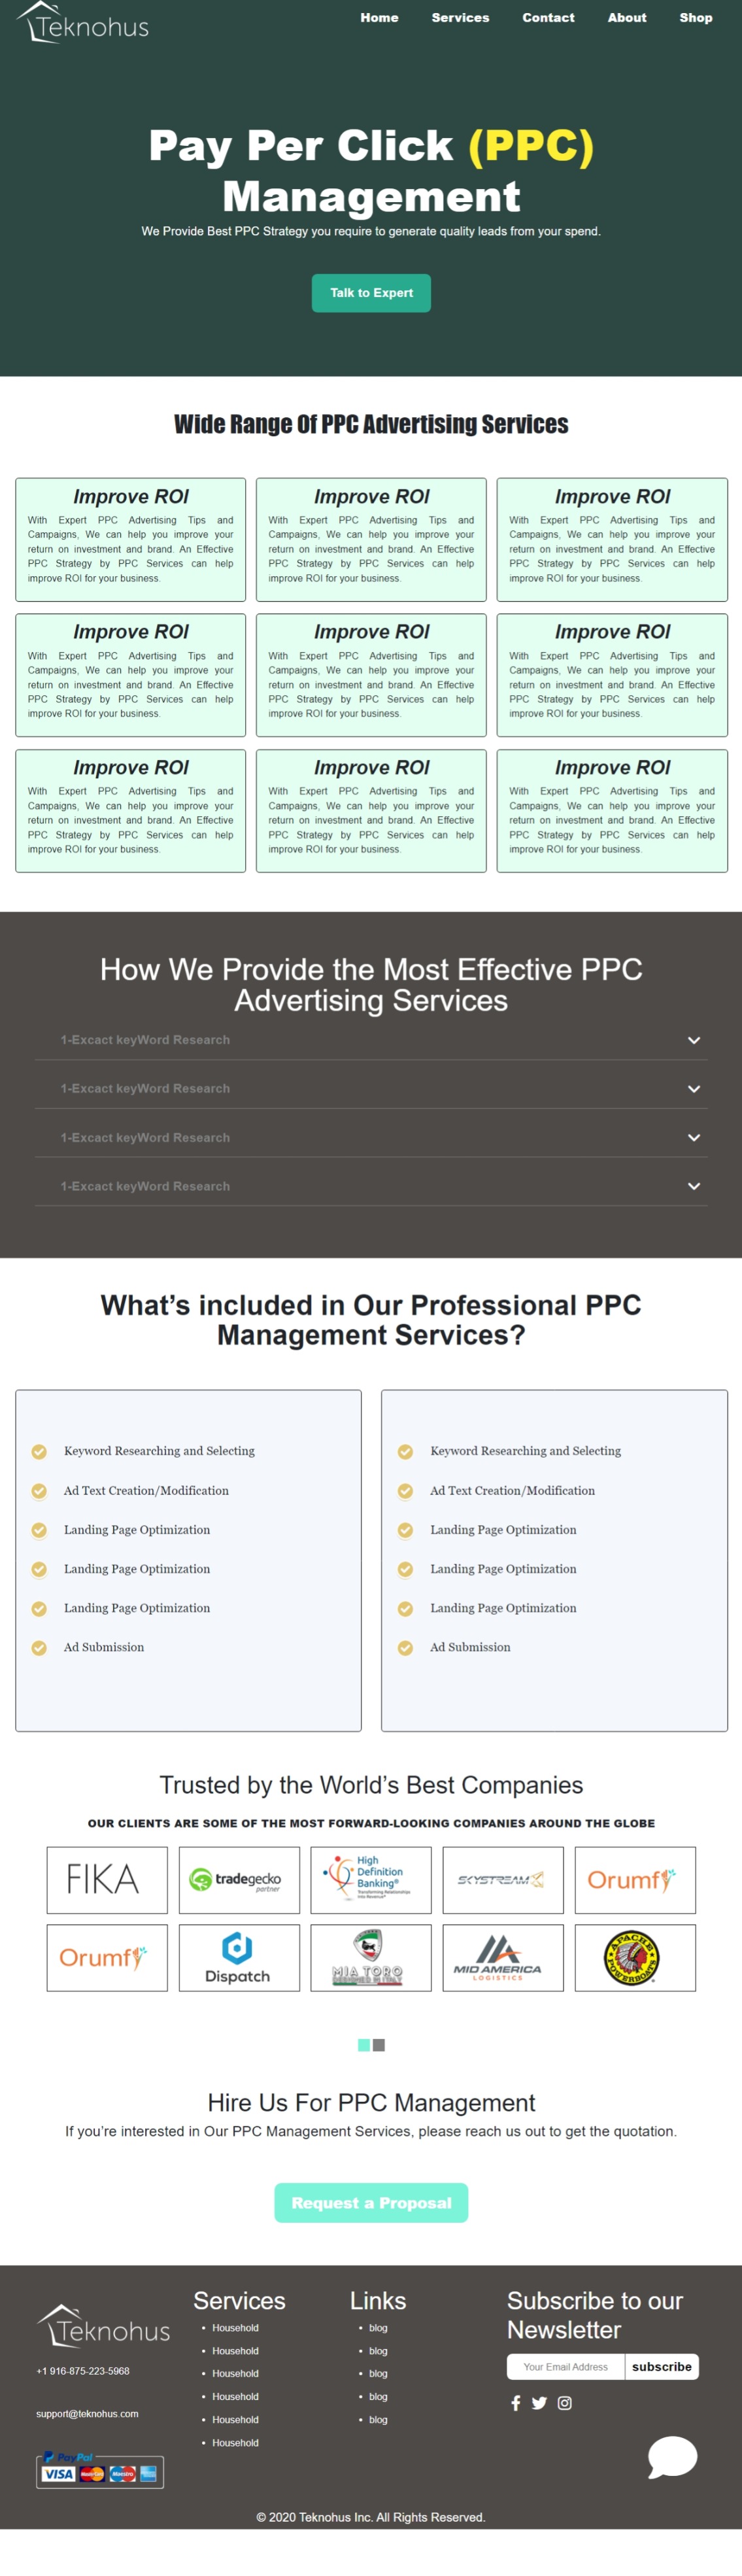 Teknohus
Home Services Contact About Shop
Pay Per Click (PPC)
Management
We Provide Best PPC Strategy you require to generate quality leads from your spend.
Talk to Expert
Wide Range Of PPC Advertising Services
Improve ROI
With Expert PPC Advertising Tips and
Campaigns, We can help you improve your
return on investment and brand. An Effective
PPC Strategy by PPC Services can help
improve ROI for your business.
Improve ROI
With Expert PPC Advertising Tips and
Campaigns, We can help you improve your
return on investment and brand. An Effective
PPC Strategy by PPC Services can help
improve ROI for your business.
Improve ROI
With Expert PPC Advertising Tips and
Campaigns, We can help you improve your
return on investment and brand. An Effective
PPC Strategy by PPC Services can help
improve ROI for your business.
Improve ROI
With Expert PPC Advertising Tips and
Campaigns, We can help you improve your
return on investment and brand. An Effective
PPC Strategy by PPC Services can help
improve ROI for your business.
Improve ROI
With Expert PPC Advertising Tips and
Campaigns, We can help you improve your
return on investment and brand. An Effective
PPC Strategy by PPC Services can help
improve ROI for your business.
Improve ROI
With Expert PPC Advertising Tips and
Campaigns, We can help you improve your
return on investment and brand. An Effective
PPC Strategy by PPC Services can help
improve ROI for your business.
Improve ROI
With Expert PPC Advertising Tips and
Campaigns, We can help you improve your
return on investment and brand. An Effective
PPC Strategy by PPC Services can help
improve ROI for your business.
Improve ROI
With Expert PPC Advertising Tips and
Campaigns, We can help you improve your
return on investment and brand. An Effective
PPC Strategy by PPC Services can help
improve ROI for your business.
Improve ROI
With Expert PPC Advertising Tips and
Campaigns, We can help you improve your
return on investment and brand. An Effective
PPC Strategy by PPC Services can help
improve ROI for your business.
How We Provide the Most Effective PPC
Advertising Services
1-Excact keyWord Research
1-Excact keyWord Research
1-Excact keyWord Research
1-Excact keyWord Research
What's included in Our Professional PPC
Management Services?
Keyword Researching and Selecting
Ad Text Creation/Modification
Landing Page Optimization
Landing Page Optimization
Landing Page Optimization
Ad Submission
Keyword Researching and Selecting
Ad Text Creation/Modification
Landing Page Optimization
Landing Page Optimization
Landing Page Optimization
Ad Submission
Trusted by the World's Best Companies
OUR CLIENTS ARE SOME OF THE MOST FORWARD-LOOKING COMPANIES AROUND THE GLOBE
FIKA
tradegecko
partner
High
Definition
Banking®
Transforming Relationships
Into Revenue
SKYSTREAM
Orumfy
Orumfy
Dispatch
MIA TORO
DESIGNED IN ITALY
MID AMERICA
LOGISTICS
APACHE
POWERBOATS
Hire Us For PPC Management
If you're interested in Our PPC Management Services, please reach us out to get the quotation.
Request a Proposal
Teknohus
+1 916-875-223-5968
support@teknohus.com
PayPal
VISA MasterCard Maestro
Services
Household
Household
Household
Household
Household
Household
Links
blog
blog
blog
blog
blog
Subscribe to our
Newsletter
Your Email Address subscribe
© 2020 Teknohus Inc. All Rights Reserved.